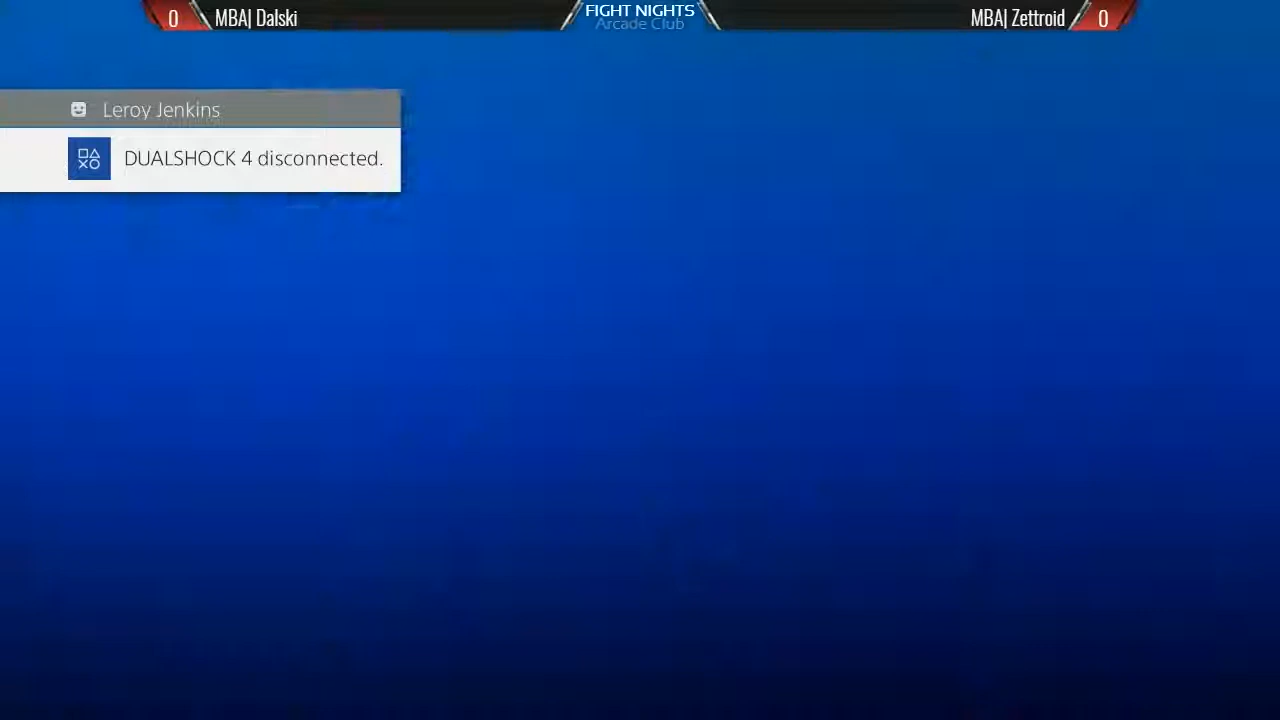 0 MBA| Dalski FIGHT NIGHTS MBA| Zettroid 0
Arcade Club
Leroy Jenkins
DUALSHOCK 4 disconnected.